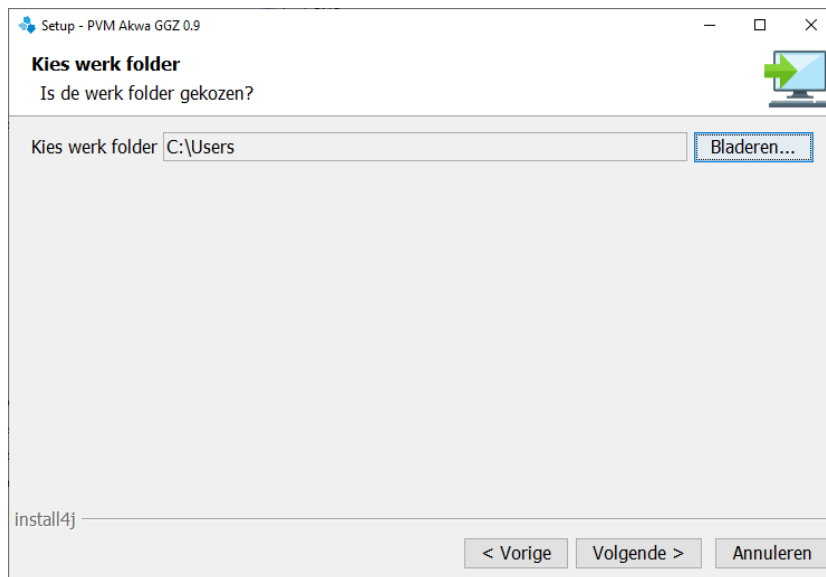 Setup - PVM Akwa GGZ 0.9
Kies werk folder
Is de werk folder gekozen?
Kies werk folder C:\Users Bladeren...
install4j
< Vorige Volgende > Annuleren